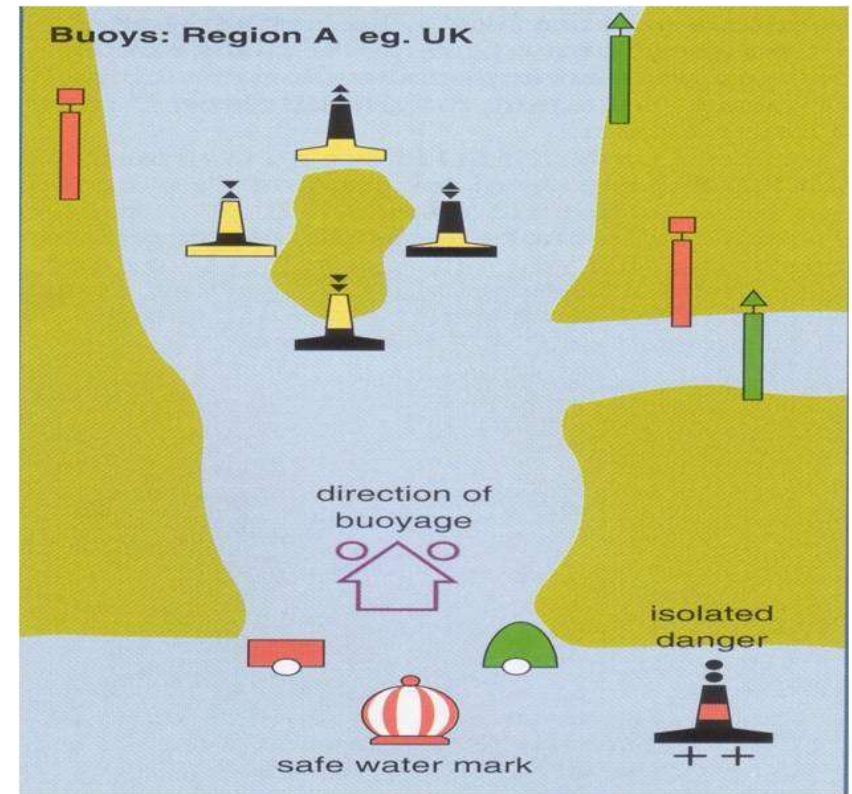 Buoys: Region A eg. UK
direction of
buoyage
isolated
danger
safe water mark